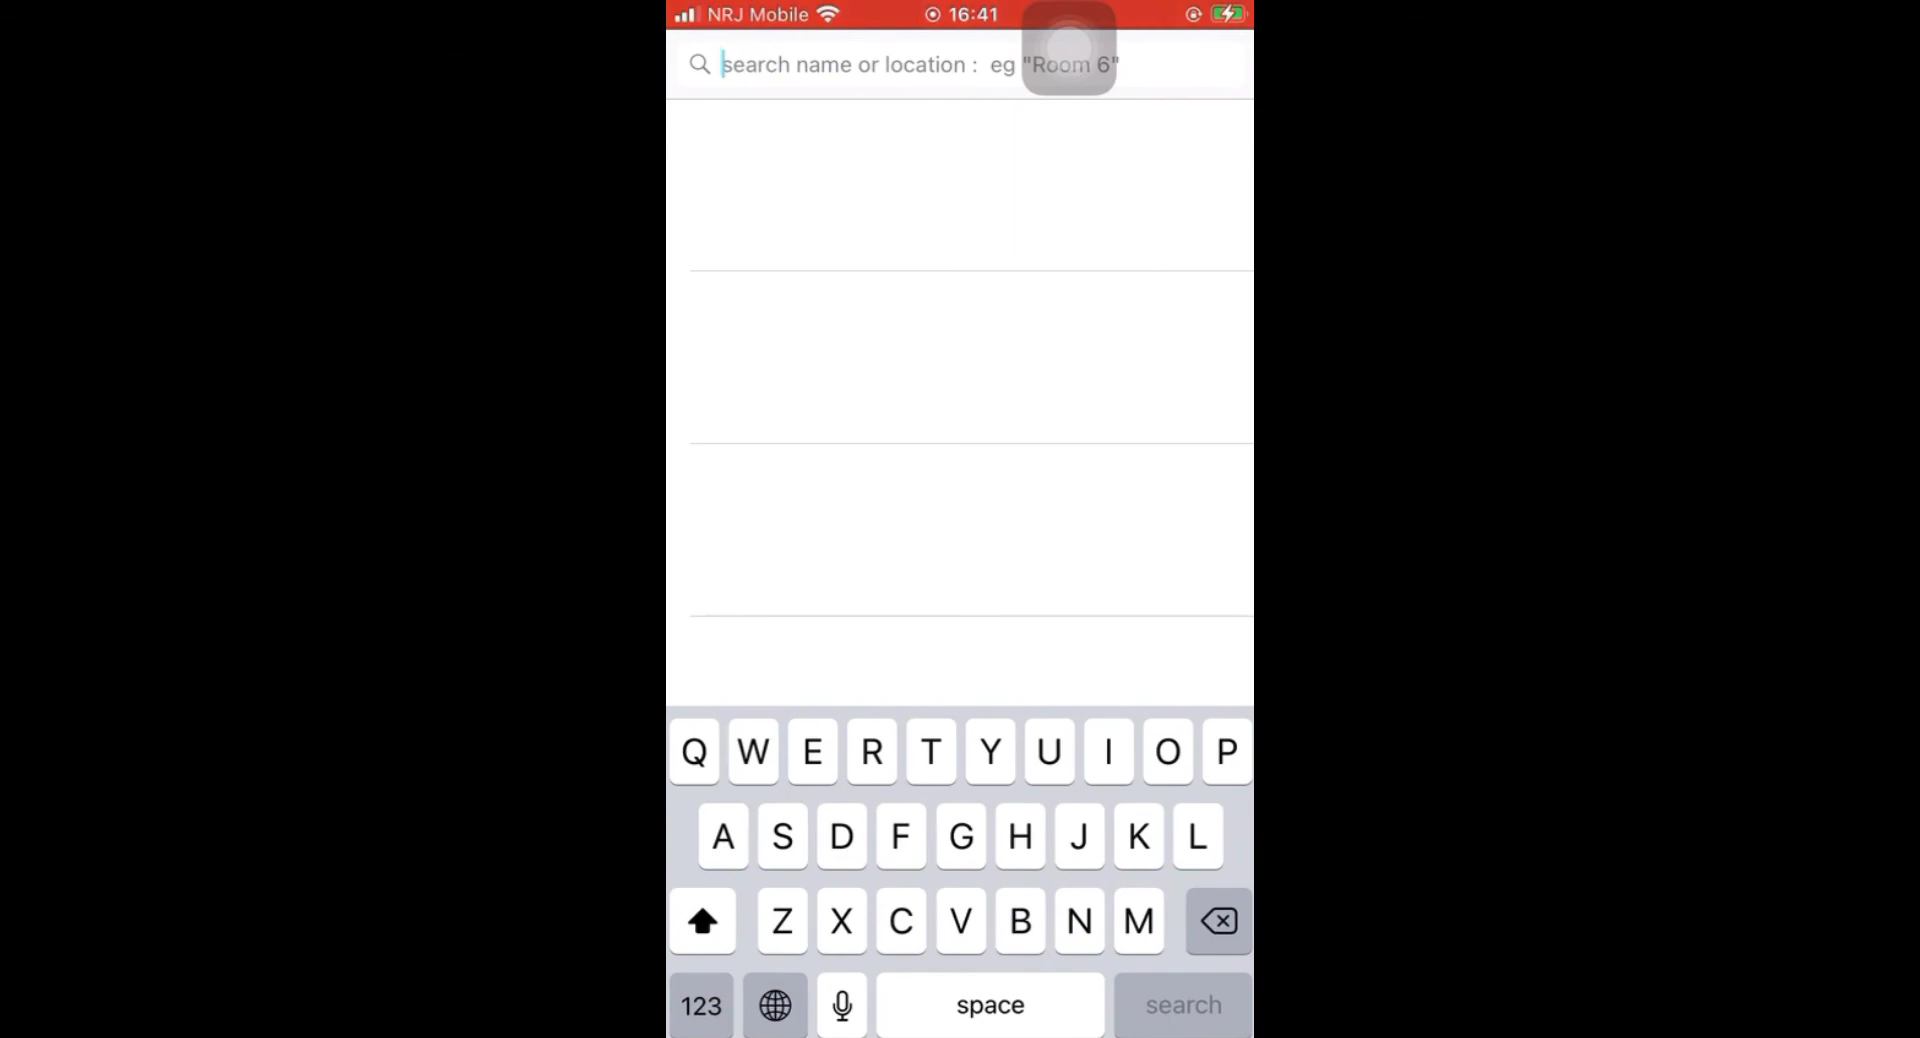 NRJ Mobile 16:41
search name or location : eg "Room 6"
Q W E R T Y U I O P
A S D F G H J K L
Z X C V B N M
123 space search